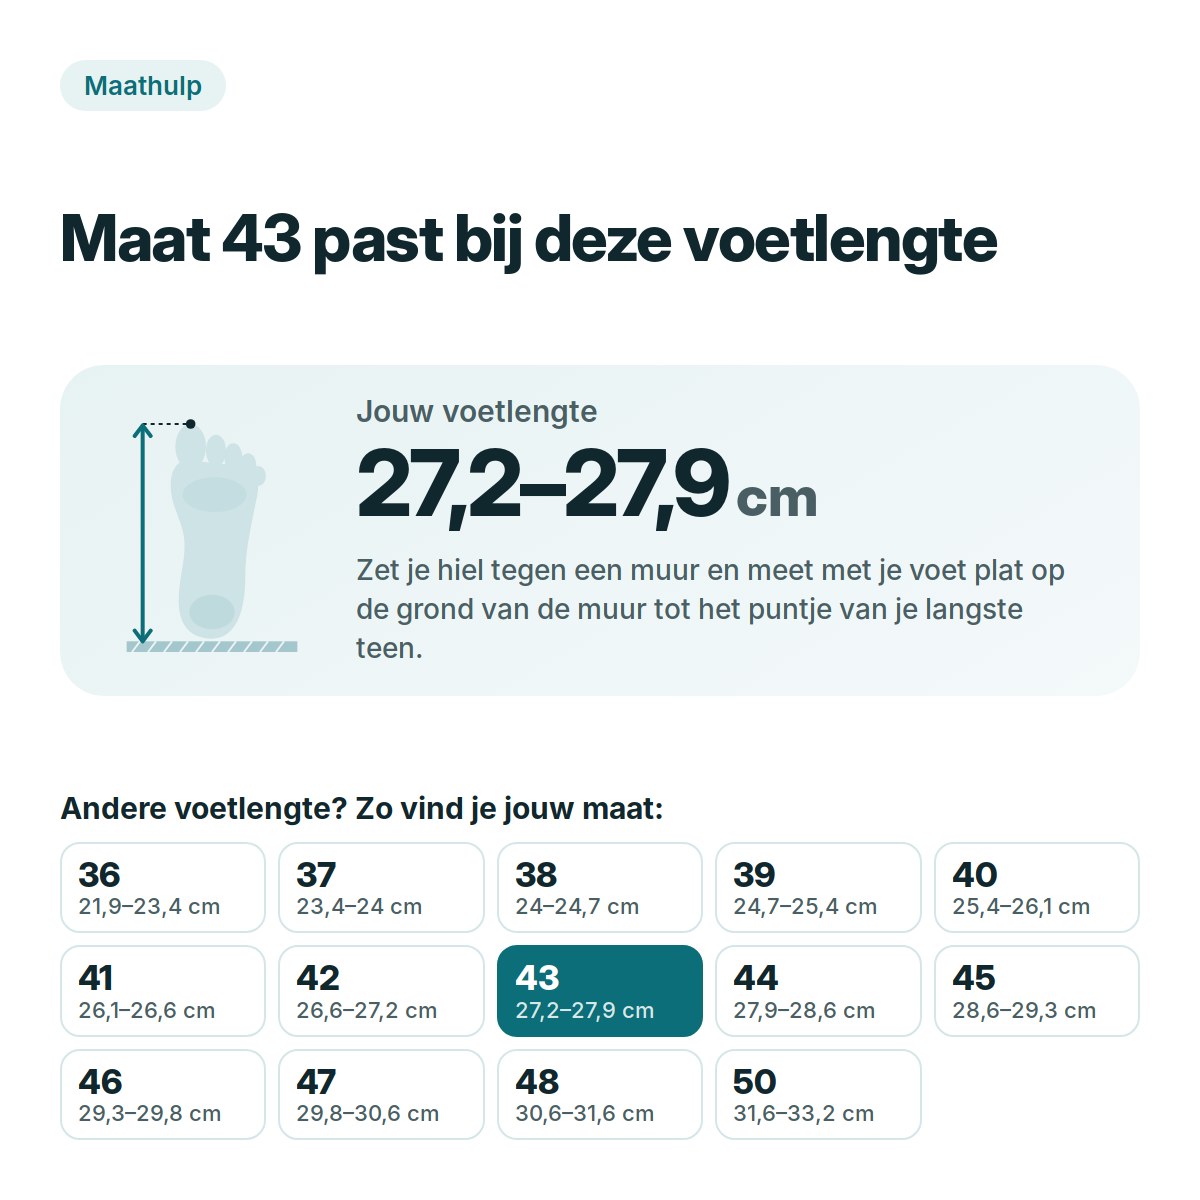 Maathulp
Maat 43 past bij deze voetlengte
Jouw voetlengte
27,2–27,9 cm
Zet je hiel tegen een muur en meet met je voet plat op
de grond van de muur tot het puntje van je langste
teen.
Andere voetlengte? Zo vind je jouw maat:
36
21,9–23,4 cm
37
23,4–24 cm
38
24–24,7 cm
39
24,7–25,4 cm
40
25,4–26,1 cm
41
26,1–26,6 cm
42
26,6–27,2 cm
43
27,2–27,9 cm
44
27,9–28,6 cm
45
28,6–29,3 cm
46
29,3–29,8 cm
47
29,8–30,6 cm
48
30,6–31,6 cm
50
31,6–33,2 cm